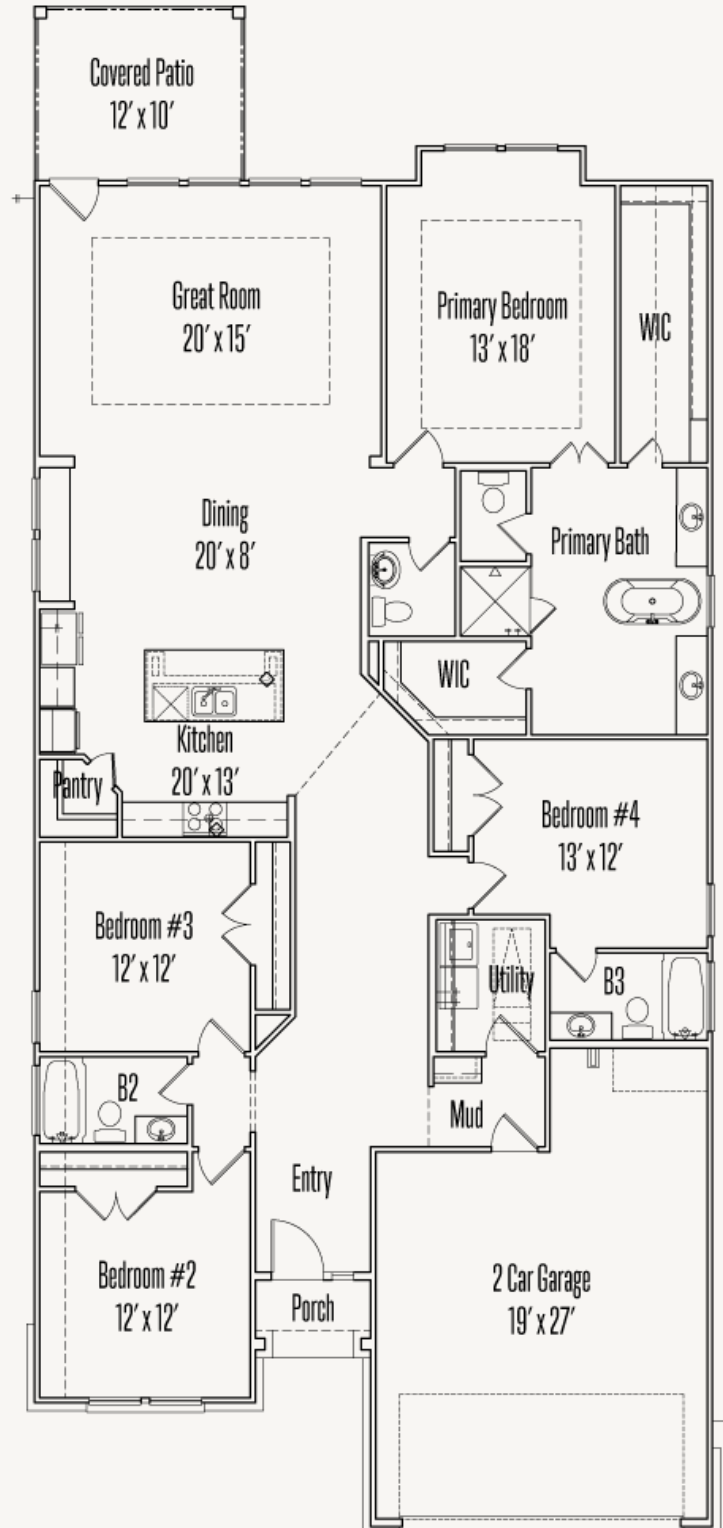 Covered Patio
12' x 10'
Great Room
20' x 15'
Primary Bedroom
13' x 18'
WIC
Dining
20' x 8'
Primary Bath
WIC
Kitchen
20' x 13'
Pantry
Bedroom #4
13' x 12'
Bedroom #3
12' x 12'
Utility
B3
B2
Mud
Entry
Bedroom #2
12' x 12'
Porch
2 Car Garage
19' x 27'